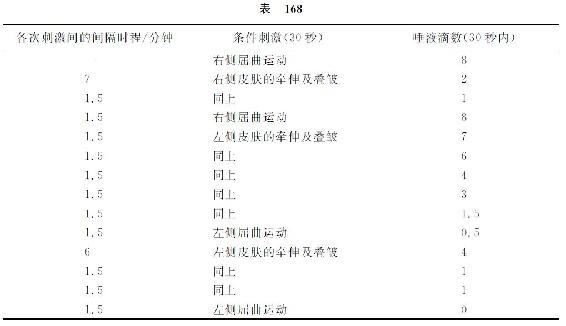 表 168
各次刺激间的间隔时程/分钟 条件刺激(30秒) 唾液滴数(30秒内)
右侧屈曲运动 8
7 右侧皮肤的牵伸及叠皱 2
1.5 同上 1
1.5 右侧屈曲运动 8
1.5 左侧皮肤的牵伸及叠皱 7
1.5 同上 6
1.5 同上 4
1.5 同上 3
1.5 同上 1.5
1.5 左侧屈曲运动 0.5
6 左侧皮肤的牵伸及叠皱 4
1.5 同上 1
1.5 同上 1
1.5 左侧屈曲运动 0